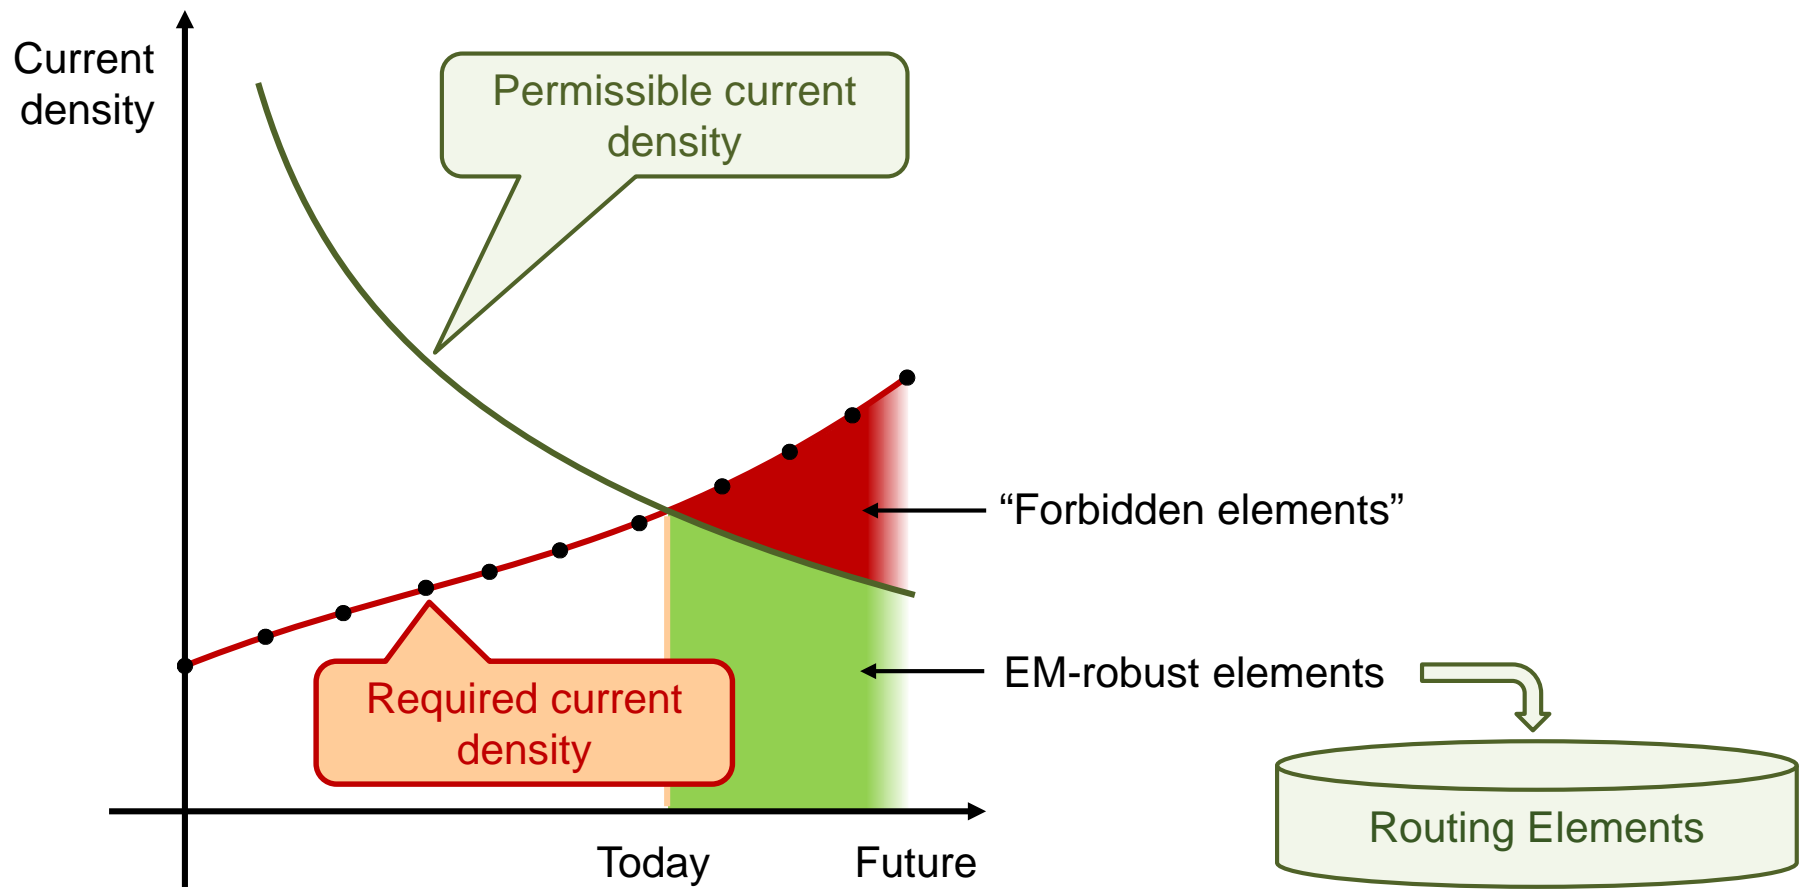 Current
density
Permissible current
density
“Forbidden elements”
EM-robust elements
Required current
density
Routing Elements
Today
Future